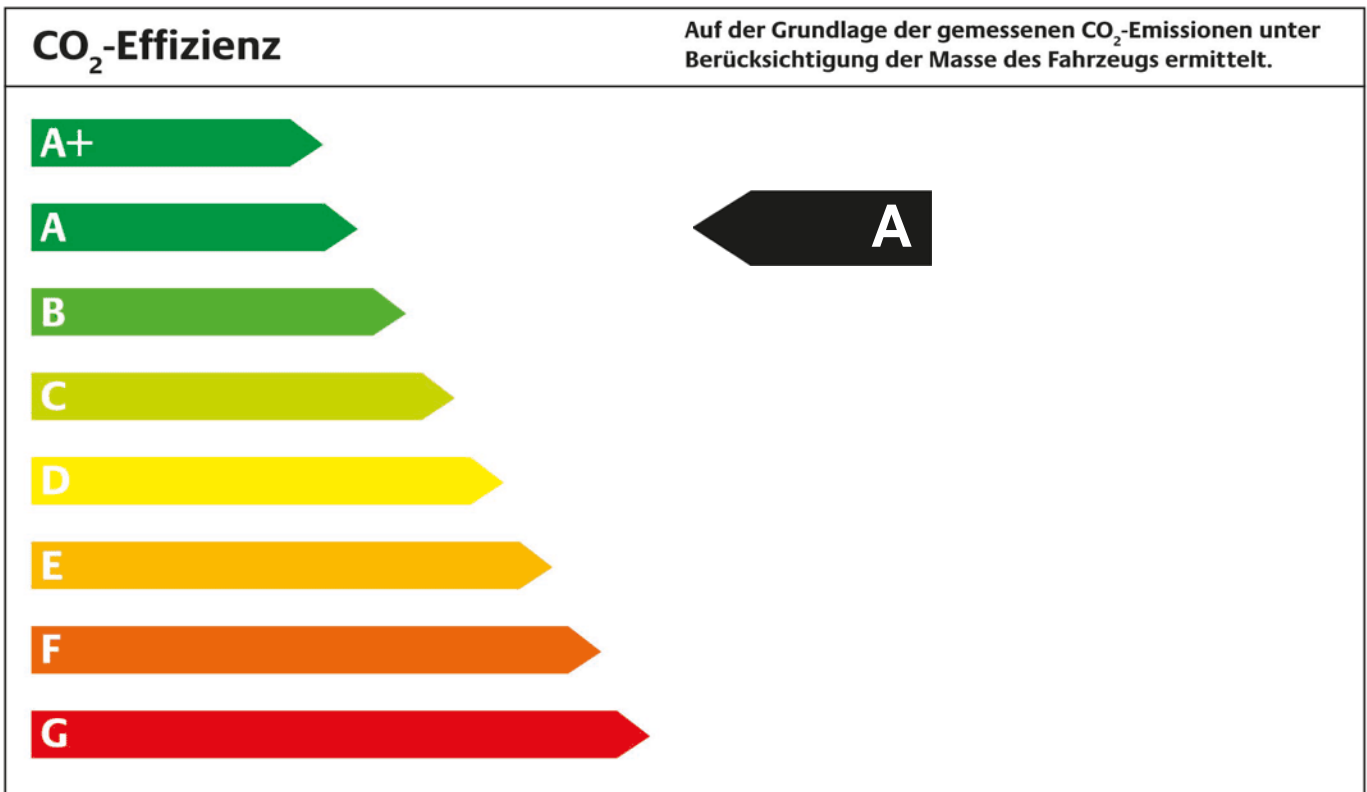 CO₂-Effizienz
Auf der Grundlage der gemessenen CO₂-Emissionen unter
Berücksichtigung der Masse des Fahrzeugs ermittelt.
A+
A
A
B
C
D
E
F
G